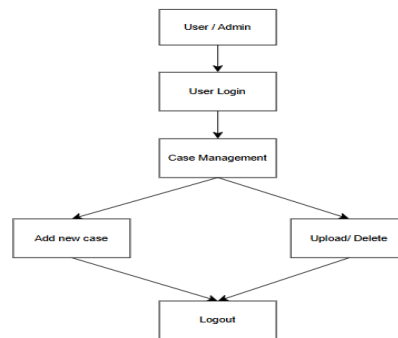 User / Admin
User Login
Case Management
Add new case
Upload/ Delete
Logout